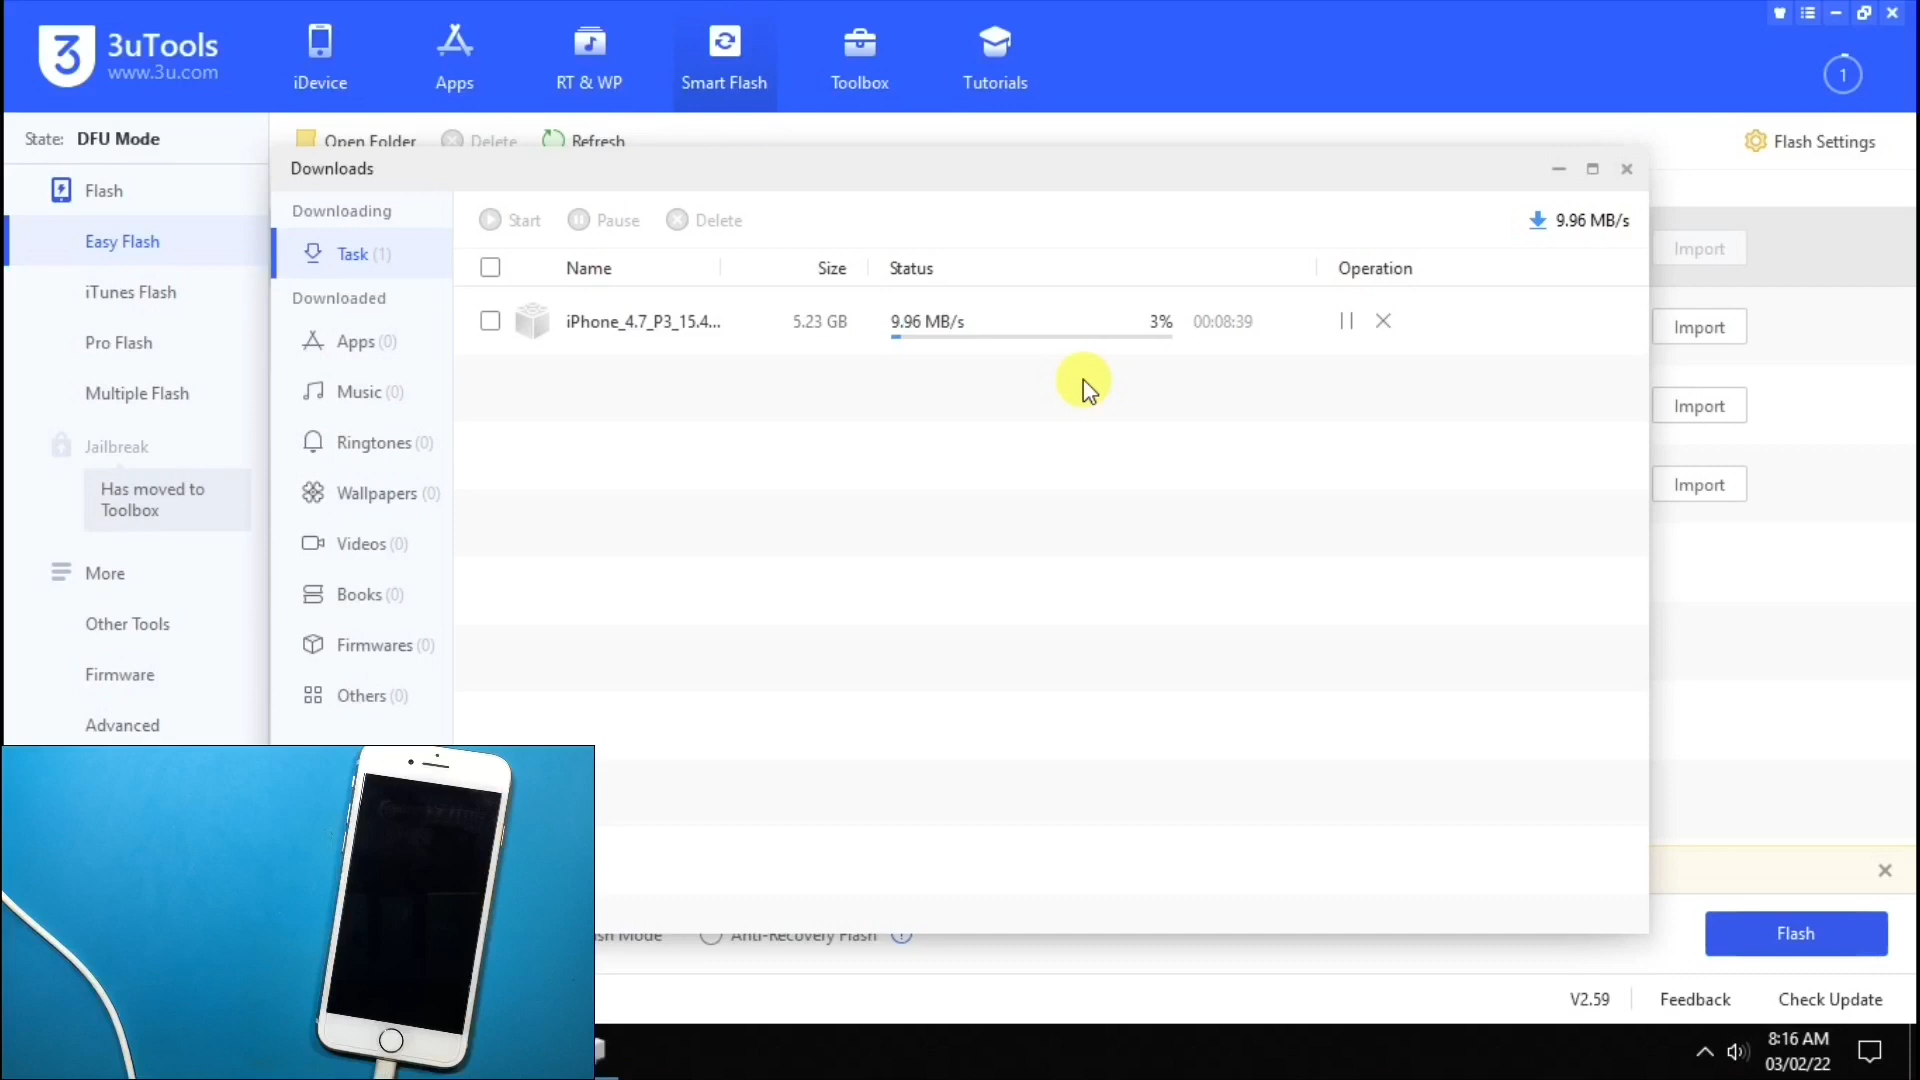 3 3uTools
www.3u.com
iDevice
Apps
RT & WP
Smart Flash
Toolbox
Tutorials
1
State: DFU Mode
Open Folder
Delete
Refresh
Flash Settings
Flash
Easy Flash
iTunes Flash
Pro Flash
Multiple Flash
Jailbreak
Has moved to
Toolbox
More
Other Tools
Firmware
Advanced
Downloads
Downloading
Task (1)
Downloaded
Apps (0)
Music (0)
Ringtones (0)
Wallpapers (0)
Videos (0)
Books (0)
Firmwares (0)
Others (0)
Start
Pause
Delete
9.96 MB/s
Name
Size
Status
Operation
iPhone_4.7_P3_15.4...
5.23 GB
9.96 MB/s
3%
00:08:39
Import
Import
Import
Import
Mode
Anti-Recovery Flash
Flash
V2.59
Feedback
Check Update
8:16 AM
03/02/22